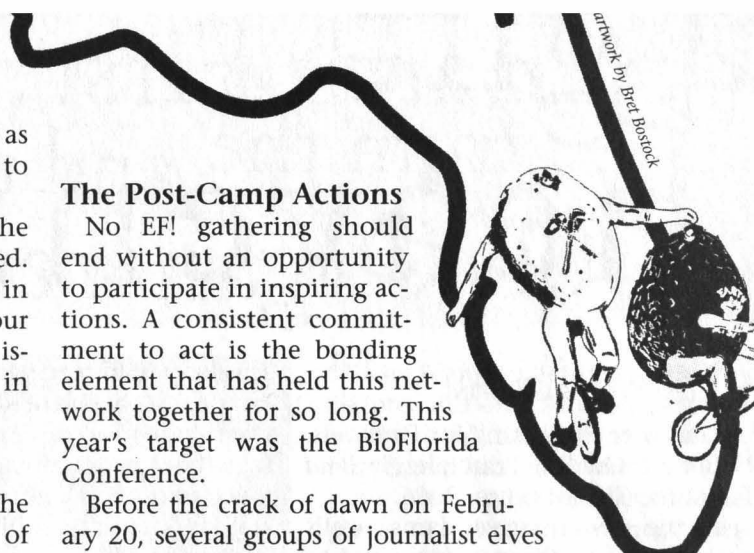 artwork by Bret Bostock
as
to
he
ed
in
our
is-
in
he
of
The Post-Camp Actions
No EF! gathering should
end without an opportunity
to participate in inspiring ac-
tions. A consistent commit-
ment to act is the bonding
element that has held this net-
work together for so long. This
year's target was the BioFlorida
Conference.
Before the crack of dawn on Febru-
ary 20, several groups of journalist elves